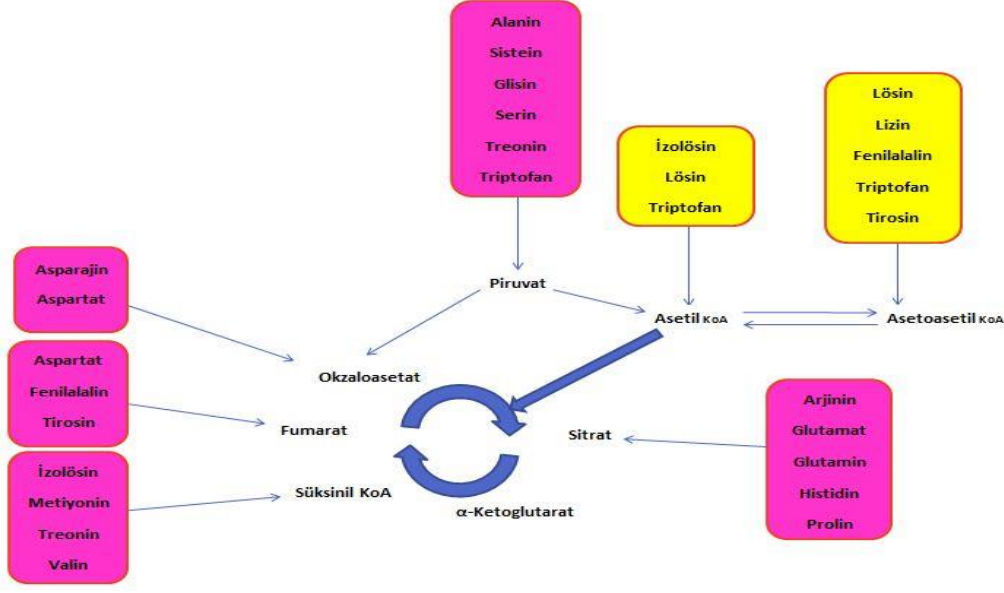 Alanin
Sistein
Glisin
Serin
Treonin
Triptofan
İzolösin
Lösin
Triptofan
Lösin
Lizin
Fenilalalin
Triptofan
Tirosin
Asparajin
Aspartat
Piruvat
Asetil KoA
Asetoasetil KoA
Aspartat
Fenilalalin
Tirosin
Okzaloasetat
Fumarat
Sitrat
Süksinil KoA
α-Ketoglutarat
Arjinin
Glutamat
Glutamin
Histidin
Prolin
İzolösin
Metiyonin
Treonin
Valin